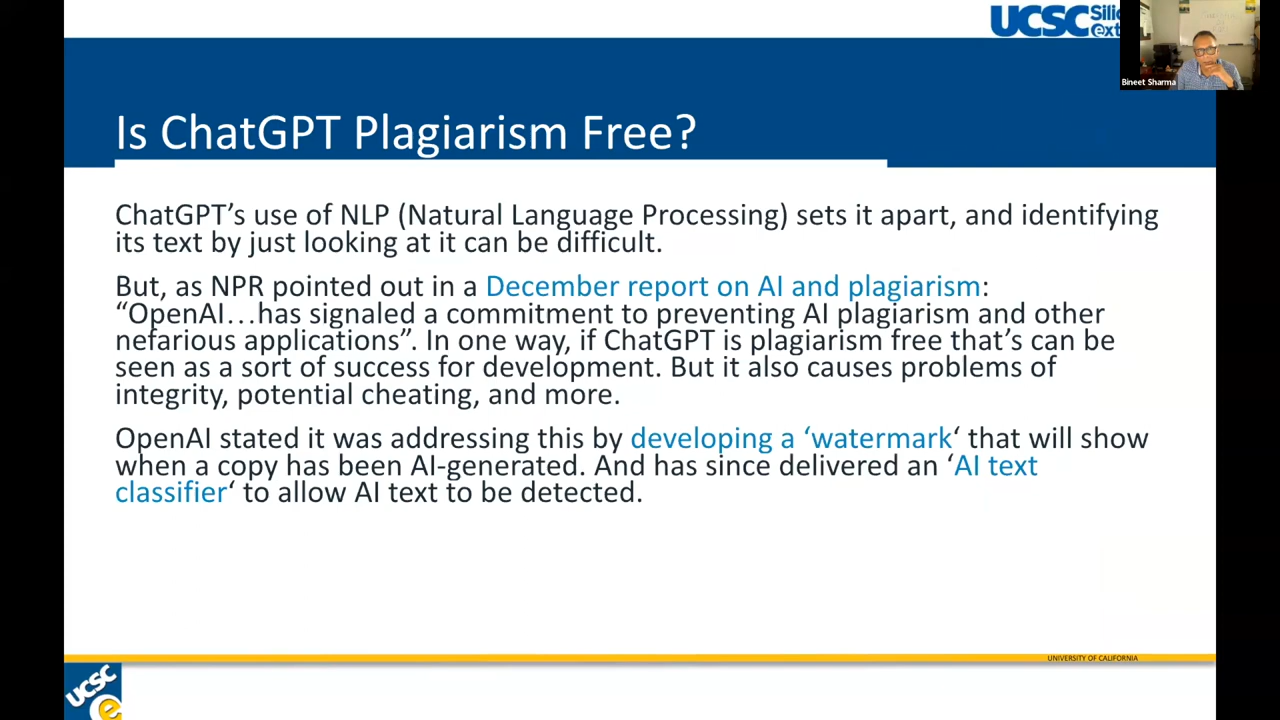 UCSC Silic
ext
Bineet Sharma
Is ChatGPT Plagiarism Free?
ChatGPT’s use of NLP (Natural Language Processing) sets it apart, and identifying
its text by just looking at it can be difficult.
But, as NPR pointed out in a December report on AI and plagiarism:
“OpenAI…has signaled a commitment to preventing AI plagiarism and other
nefarious applications”. In one way, if ChatGPT is plagiarism free that’s can be
seen as a sort of success for development. But it also causes problems of
integrity, potential cheating, and more.
OpenAI stated it was addressing this by developing a ‘watermark‘ that will show
when a copy has been AI-generated. And has since delivered an ‘AI text
classifier‘ to allow AI text to be detected.
UNIVERSITY OF CALIFORNIA
UCSC
e